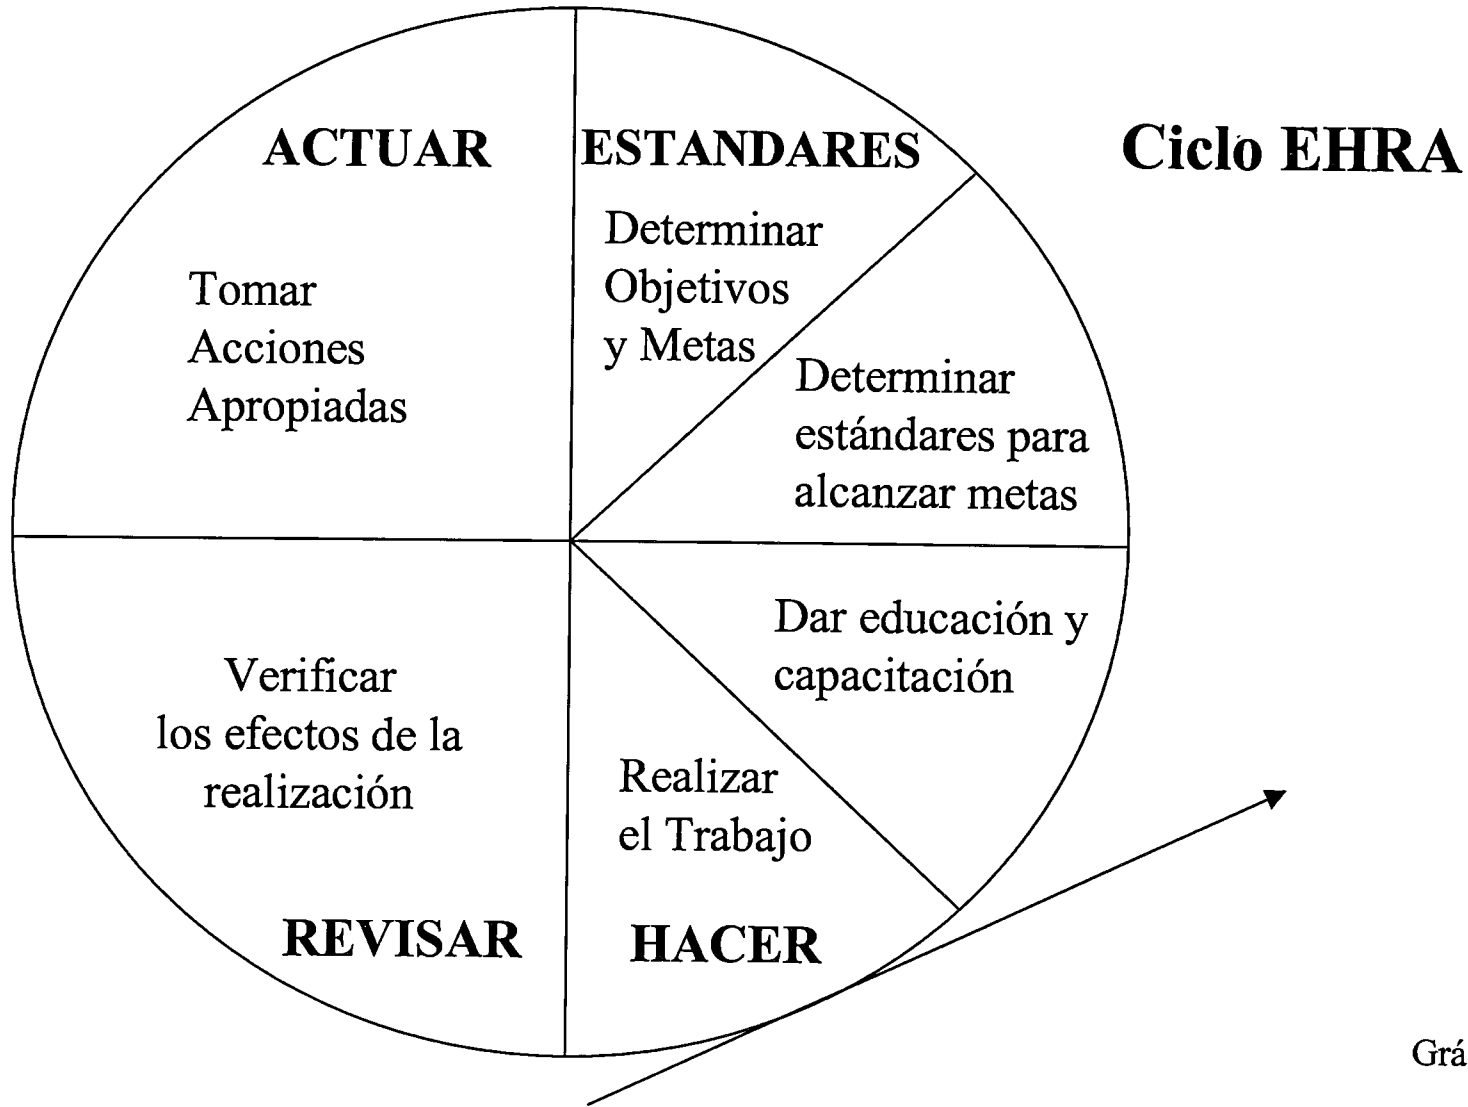 Ciclo EHRA
ACTUAR
Tomar
Acciones
Apropiadas
ESTANDARES
Determinar
Objetivos
y Metas
Determinar
estándares para
alcanzar metas
Dar educación y
capacitación
Realizar
el Trabajo
HACER
Verificar
los efectos de la
realización
REVISAR
Grá